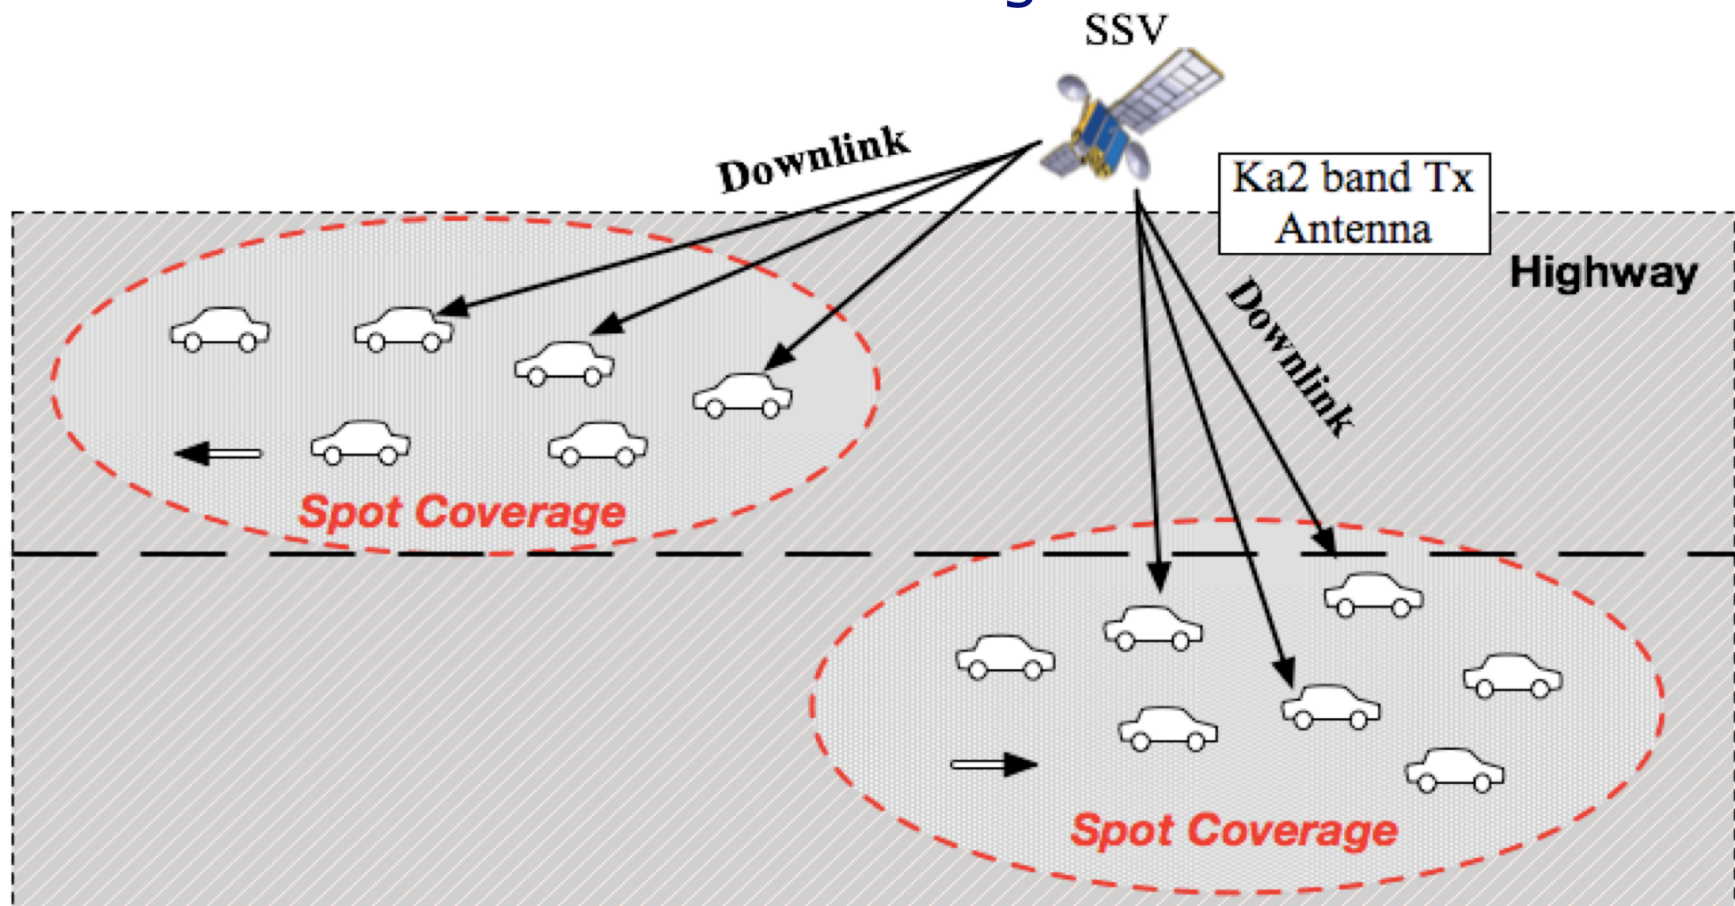 SSV
Downlink
Ka2 band Tx
Antenna
Highway
Downlink
Spot Coverage
Spot Coverage